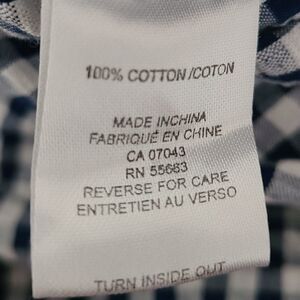 100% COTTON/COTON
MADE INCHINA
FABRIQUÉ EN CHINE
CA 07043
RN 55663
REVERSE FOR CARE
ENTRETIEN AU VERSO
TURN INSIDE OUT